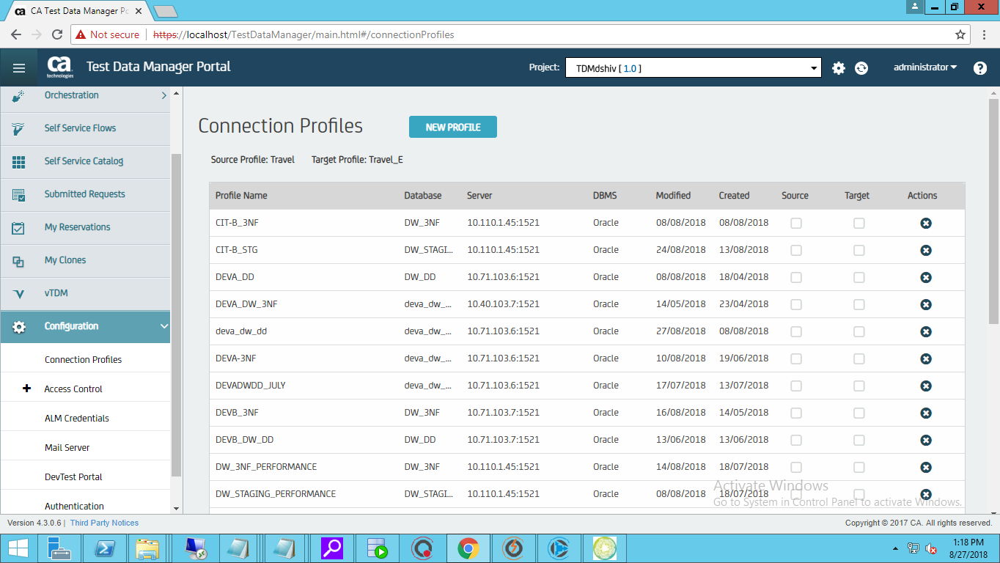 CA Test Data Manager Po
Not secure https://localhost/TestDataManager/main.html#/connectionProfiles
ca technologies Test Data Manager Portal Project: TDMdshiv [ 1.0 ] administrator ?
Orchestration
Self Service Flows
Self Service Catalog
Submitted Requests
My Reservations
My Clones
vTDM
Configuration
Connection Profiles
Access Control
ALM Credentials
Mail Server
DevTest Portal
Authentication
Connection Profiles NEW PROFILE
Source Profile: Travel Target Profile: Travel_E
Profile Name Database Server DBMS Modified Created Source Target Actions
CIT-B_3NF DW_3NF 10.110.1.45:1521 Oracle 08/08/2018 08/08/2018
CIT-B_STG DW_STAGI... 10.110.1.45:1521 Oracle 24/08/2018 13/08/2018
DEVA_DD DW_DD 10.71.103.6:1521 Oracle 08/08/2018 18/04/2018
DEVA_DW_3NF deva_dw_... 10.40.103.7:1521 Oracle 14/05/2018 23/04/2018
deva_dw_dd deva_dw_... 10.71.103.6:1521 Oracle 27/08/2018 08/08/2018
DEVA-3NF deva_dw_... 10.71.103.6:1521 Oracle 10/08/2018 19/06/2018
DEVADWDD_JULY deva_dw_... 10.71.103.6:1521 Oracle 17/07/2018 13/07/2018
DEVB_3NF DW_3NF 10.71.103.7:1521 Oracle 16/08/2018 14/05/2018
DEVB_DW_DD DW_DD 10.71.103.7:1521 Oracle 13/06/2018 13/06/2018
DW_3NF_PERFORMANCE DW_3NF 10.110.1.45:1521 Oracle 14/08/2018 18/07/2018
DW_STAGING_PERFORMANCE DW_STAGI... 10.110.1.45:1521 Oracle 08/08/2018 18/07/2018
Activate Windows
Go to System in Control Panel to activate Windows.
Version 4.3.0.6 | Third Party Notices Copyright © 2017 CA. All rights reserved.
1:18 PM
8/27/2018